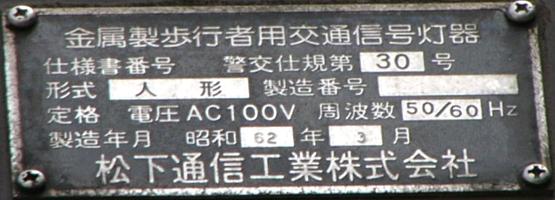 金属製歩行者用交通信号灯器
仕様書番号 警交仕規第 30 号
形式 人形 製造番号
定格 電圧 AC100V 周波数 50/60 Hz
製造年月 昭和 62 年 3 月
松下通信工業株式会社